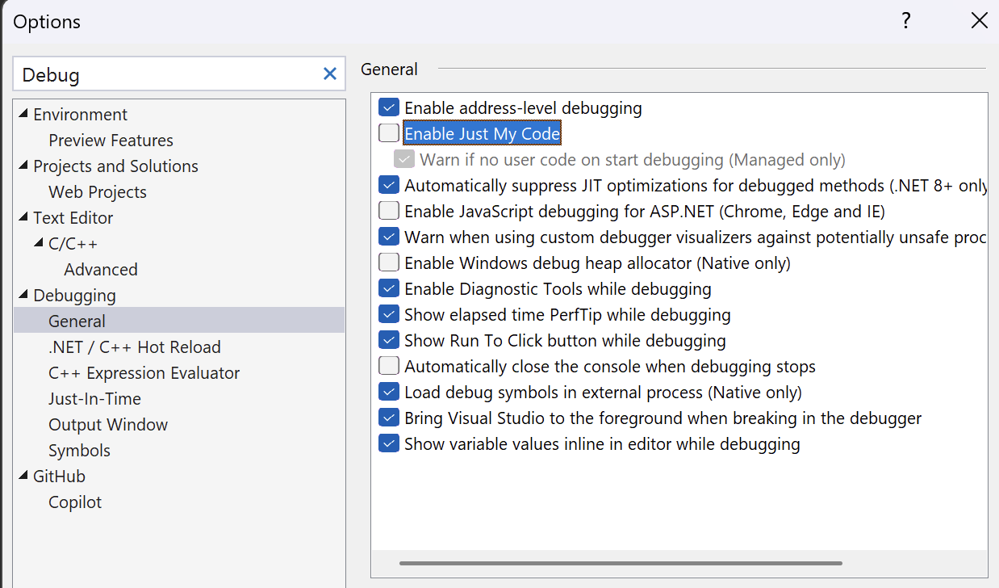 Options
?
Debug
Environment
Preview Features
Projects and Solutions
Web Projects
Text Editor
C/C++
Advanced
Debugging
General
.NET / C++ Hot Reload
C++ Expression Evaluator
Just-In-Time
Output Window
Symbols
GitHub
Copilot
General
Enable address-level debugging
Enable Just My Code
Warn if no user code on start debugging (Managed only)
Automatically suppress JIT optimizations for debugged methods (.NET 8+ only
Enable JavaScript debugging for ASP.NET (Chrome, Edge and IE)
Warn when using custom debugger visualizers against potentially unsafe proc
Enable Windows debug heap allocator (Native only)
Enable Diagnostic Tools while debugging
Show elapsed time PerfTip while debugging
Show Run To Click button while debugging
Automatically close the console when debugging stops
Load debug symbols in external process (Native only)
Bring Visual Studio to the foreground when breaking in the debugger
Show variable values inline in editor while debugging